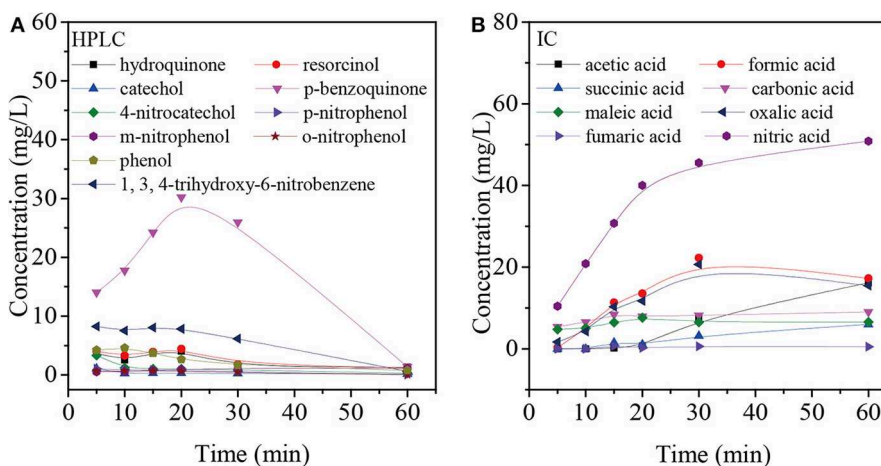 A
HPLC
hydroquinone
resorcinol
catechol
p-benzoquinone
4-nitrocatechol
p-nitrophenol
m-nitrophenol
o-nitrophenol
phenol
1, 3, 4-trihydroxy-6-nitrobenzene
Concentration (mg/L)
60
50
40
30
20
10
0
0 10 20 30 40 50 60
Time (min)
B
IC
acetic acid
formic acid
succinic acid
carbonic acid
maleic acid
oxalic acid
fumaric acid
nitric acid
Concentration (mg/L)
80
60
40
20
0
0 10 20 30 40 50 60
Time (min)